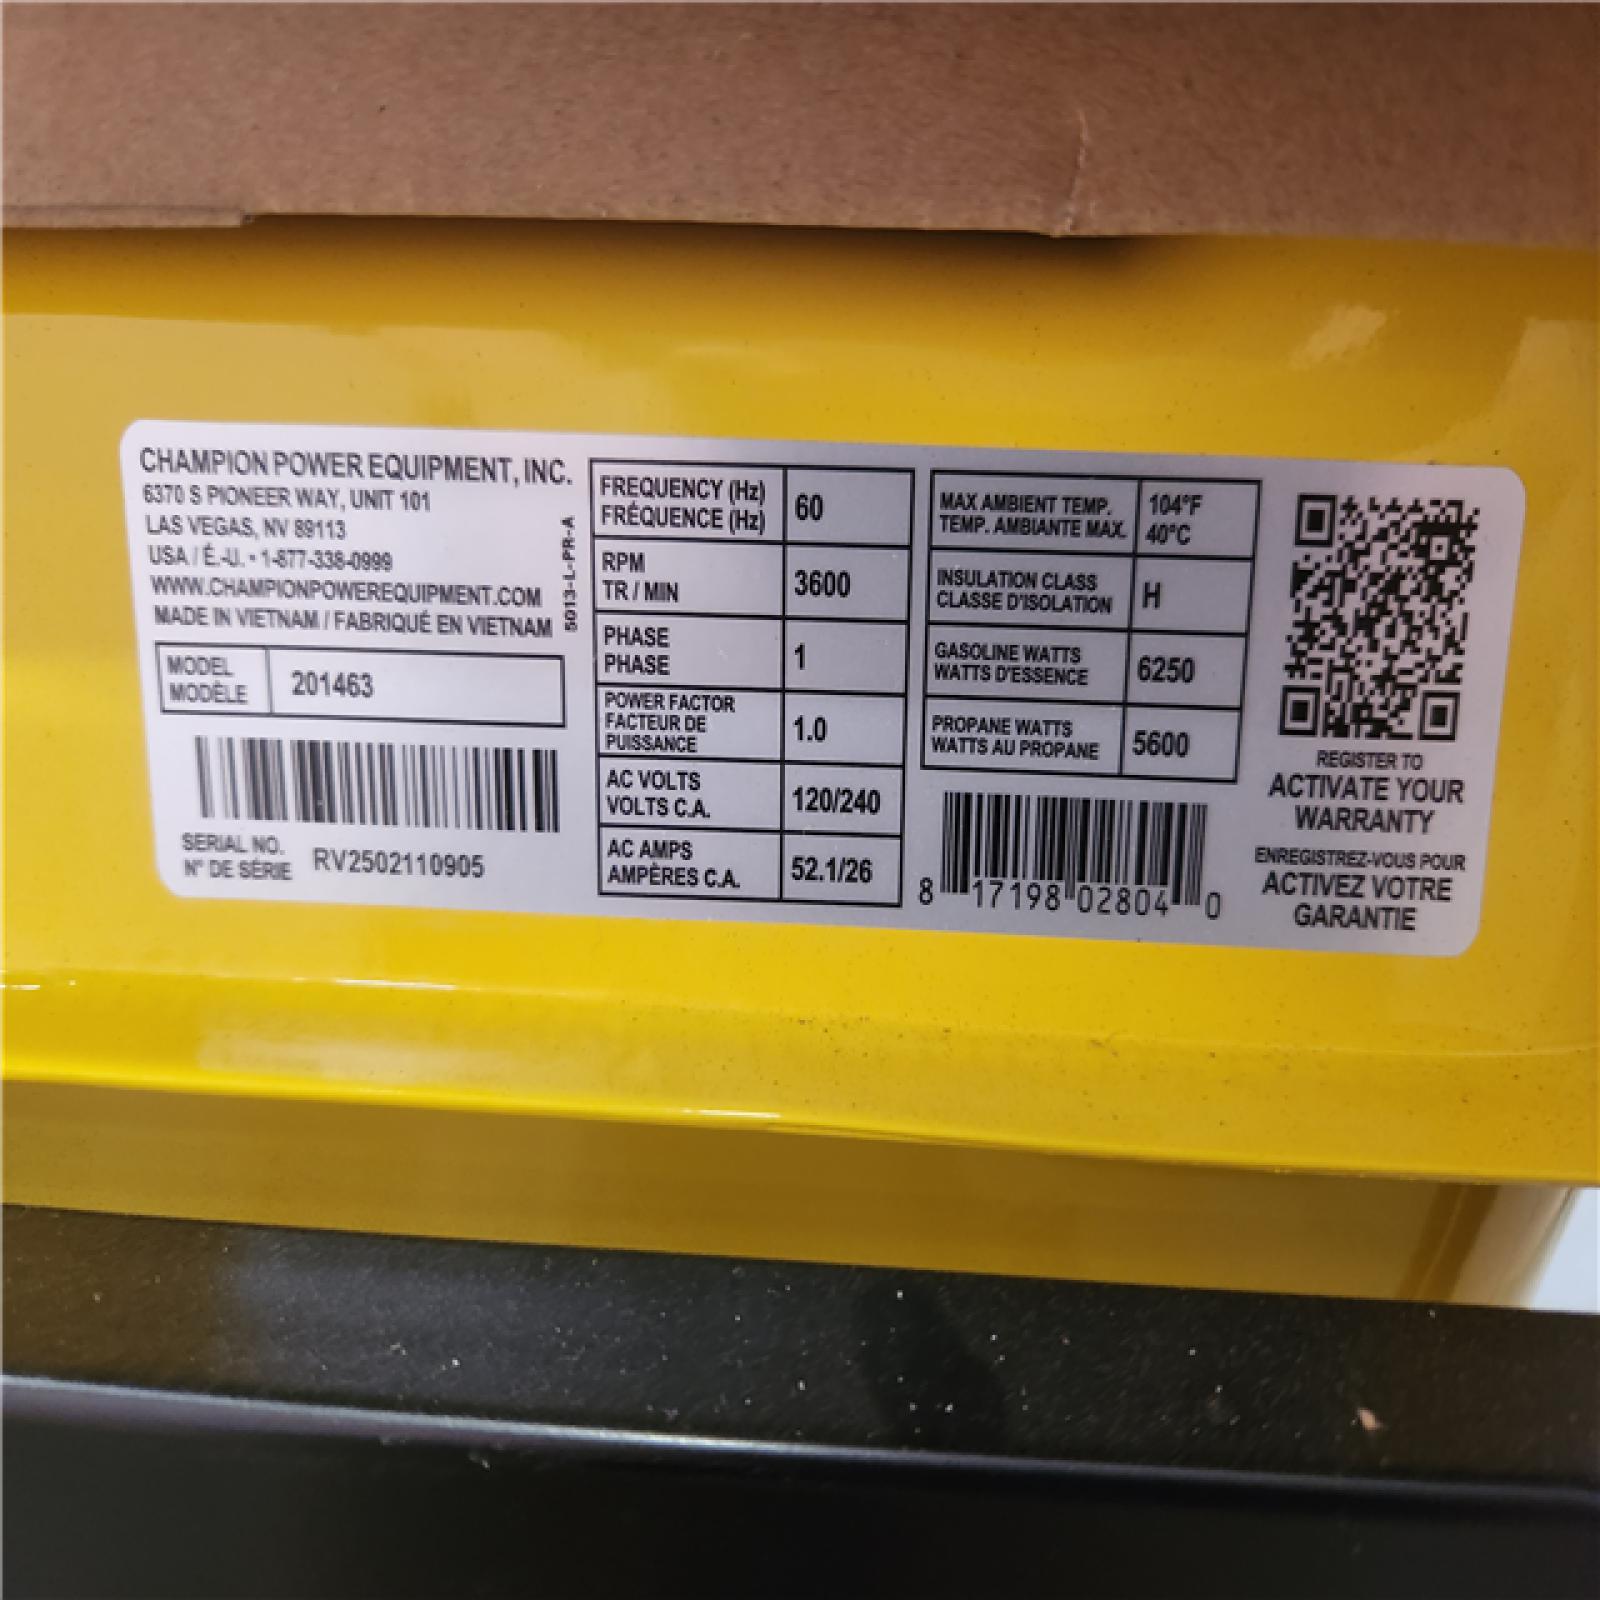 CHAMPION POWER EQUIPMENT, INC.
6370 S PIONEER WAY, UNIT 101
LAS VEGAS, NV 89113
USA / É.-U. • 1-877-338-0999
WWW.CHAMPIONPOWEREQUIPMENT.COM
MADE IN VIETNAM / FABRIQUÉ EN VIETNAM
5013-L-PR-A
MODEL
MODÈLE
201463
SERIAL NO.
N° DE SÉRIE
RV2502110905
FREQUENCY (Hz)
FRÉQUENCE (Hz)
60
RPM
TR / MIN
3600
PHASE
PHASE
1
POWER FACTOR
FACTEUR DE
PUISSANCE
1.0
AC VOLTS
VOLTS C.A.
120/240
AC AMPS
AMPÈRES C.A.
52.1/26
MAX AMBIENT TEMP.
TEMP. AMBIANTE MAX.
104°F
40°C
INSULATION CLASS
CLASSE D'ISOLATION
H
GASOLINE WATTS
WATTS D'ESSENCE
6250
PROPANE WATTS
WATTS AU PROPANE
5600
8 17198 02804 0
REGISTER TO
ACTIVATE YOUR
WARRANTY
ENREGISTREZ-VOUS POUR
ACTIVEZ VOTRE
GARANTIE